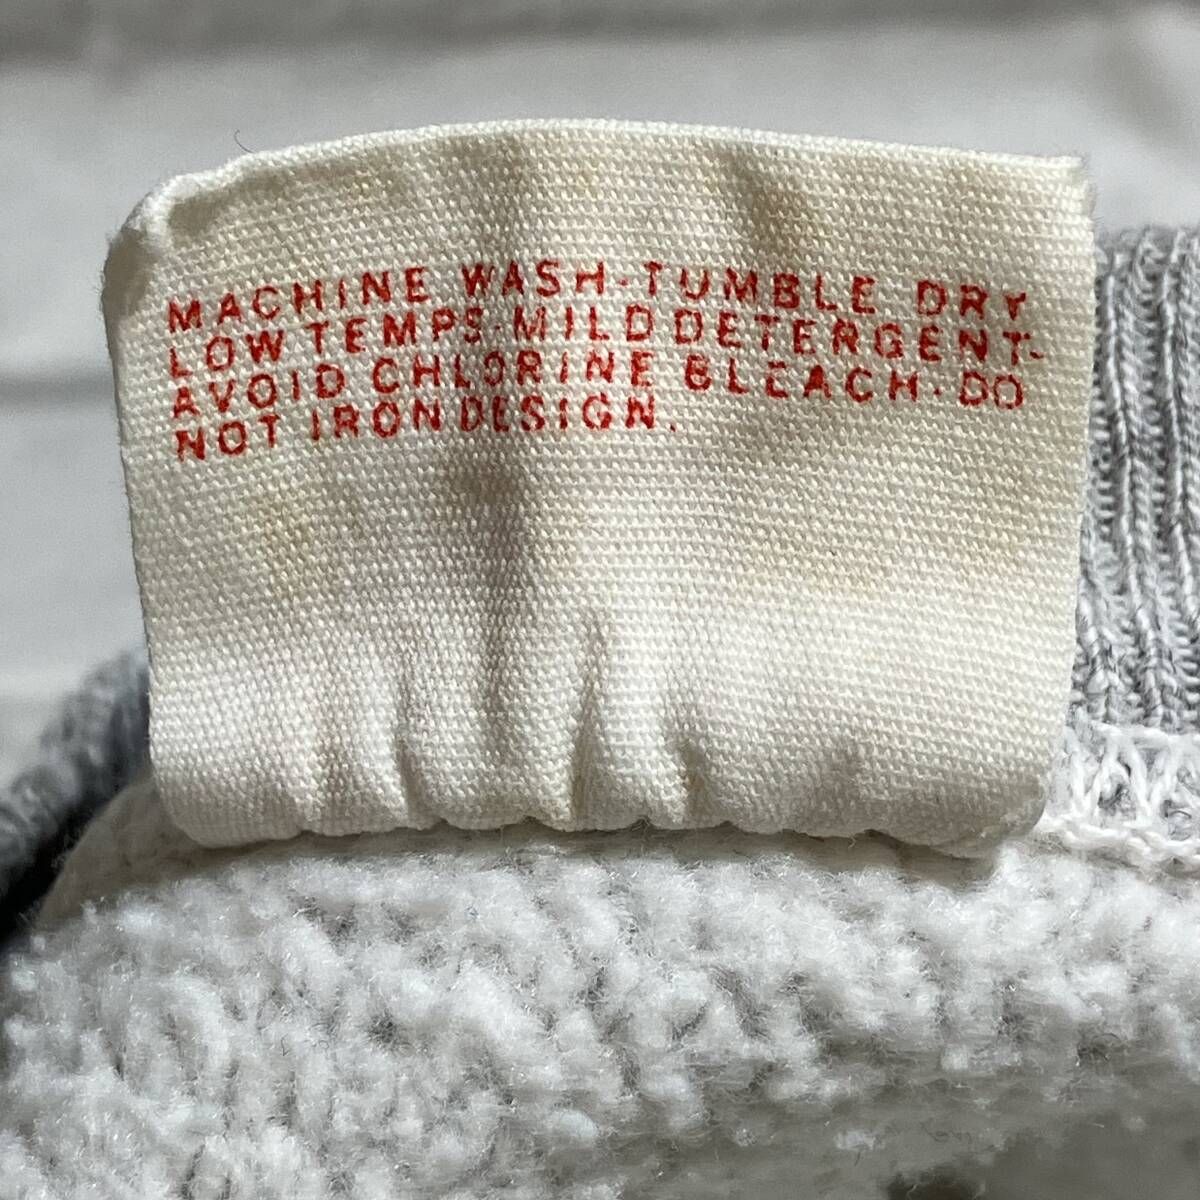 MACHINE WASH-TUMBLE DRY
LOW TEMPS-MILD DETERGENT-
AVOID CHLORINE BLEACH-DO
NOT IRON DESIGN.